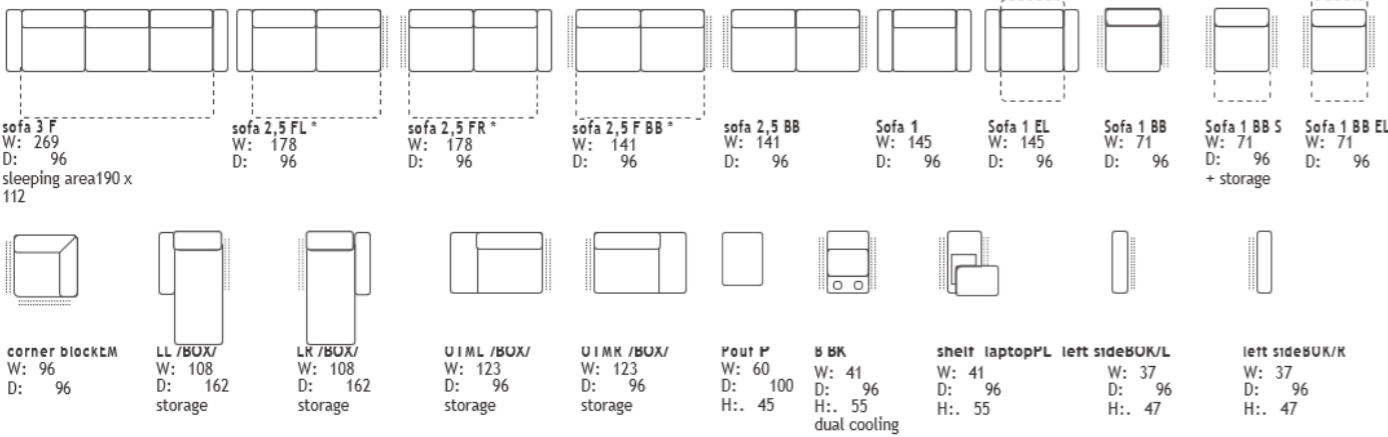 sofa 3 F
W: 269
D: 96
sleeping area190 x
112
sofa 2,5 FL *
W: 178
D: 96
sofa 2,5 FR *
W: 178
D: 96
sofa 2,5 F BB *
W: 141
D: 96
sofa 2,5 BB
W: 141
D: 96
Sofa 1
W: 145
D: 96
Sofa 1 EL
W: 145
D: 96
Sofa 1 BB
W: 71
D: 96
Sofa 1 BB S
W: 71
D: 96
+ storage
Sofa 1 BB EL
W: 71
D: 96
corner blockEM
W: 96
D: 96
LL /BOX/
W: 108
D: 162
storage
LR /BOX/
W: 108
D: 162
storage
OTML /BOX/
W: 123
D: 96
storage
OTMR /BOX/
W: 123
D: 96
storage
Pouf P
W: 60
D: 100
H:. 45
B BK
W: 41
D: 96
H:. 55
dual cooling
shelf laptopPL
W: 41
D: 96
H:. 55
left sideBOK/L
W: 37
D: 96
H:. 47
left sideBOK/R
W: 37
D: 96
H:. 47